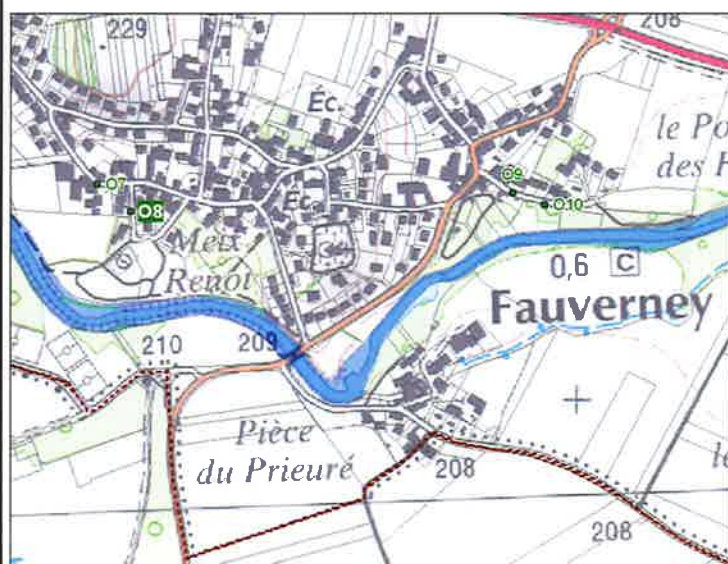 229
208
Éc.
le P
des
O7
O8
O9
O10
Éc.
Meix
Renot
0,6 C
Fauverney
210
209
Pièce
du Prieuré
208
208